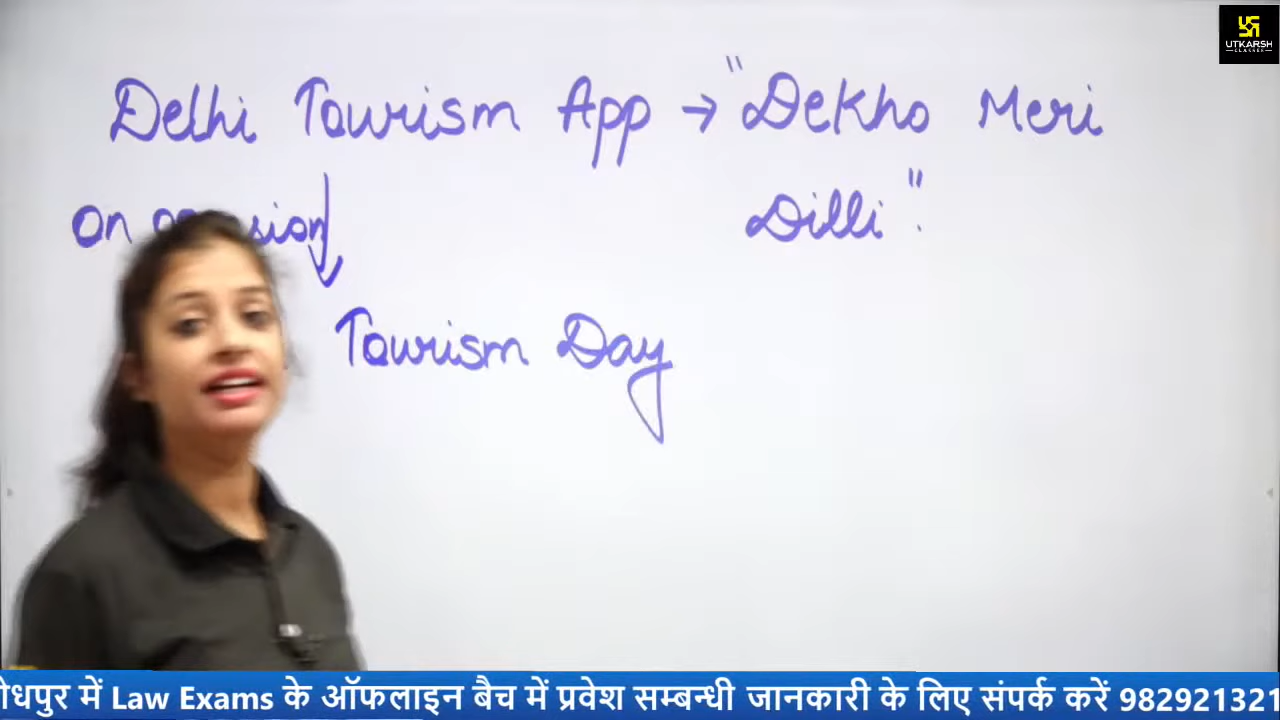 UTKARSH
CLASSES
Delhi Tourism App → "Dekho Meri
Dilli".
On
Tourism Day
में Law Exams के ऑफलाइन बैच में प्रवेश सम्बन्धी जानकारी के लिए संपर्क करें 982921321